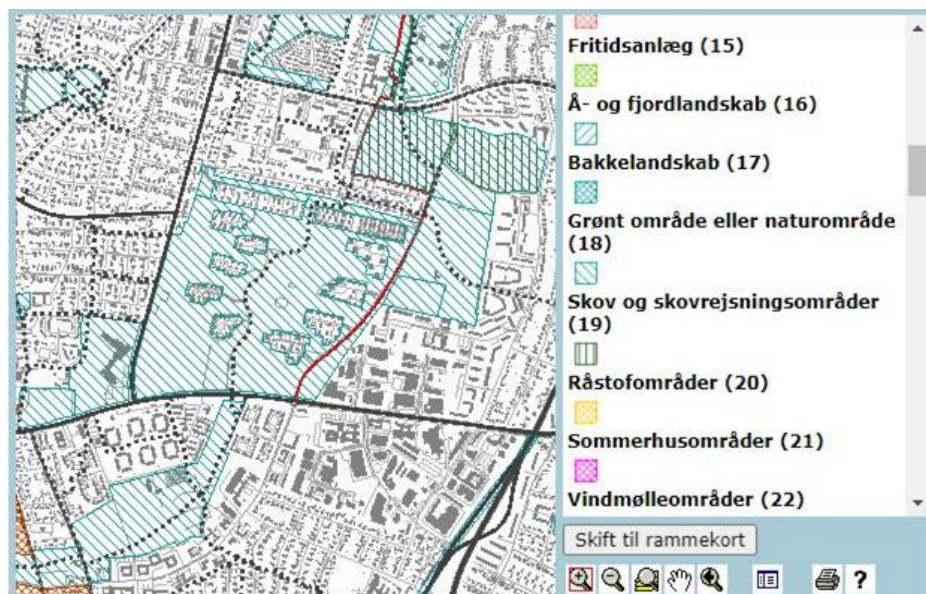 Fritidsanlæg (15)
Å- og fjordlandskab (16)
Bakkelandskab (17)
Grønt område eller naturområde
(18)
Skov og skovrejsningsområder
(19)
Råstofområder (20)
Sommerhusområder (21)
Vindmølleområder (22)
Skift til rammekort
?